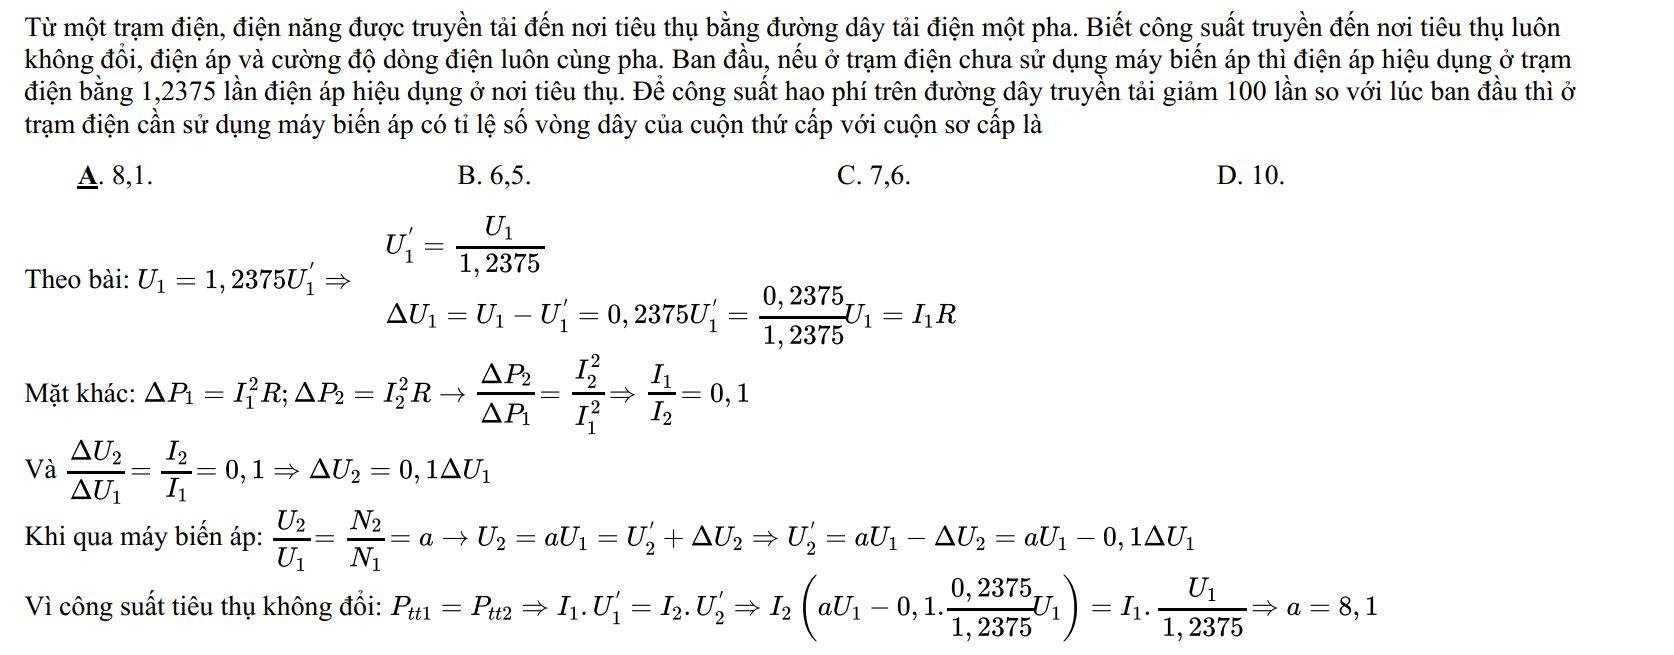 Từ một trạm điện, điện năng được truyền tải đến nơi tiêu thụ bằng đường dây tải điện một pha. Biết công suất truyền đến nơi tiêu thụ luôn
không đổi, điện áp và cường độ dòng điện luôn cùng pha. Ban đầu, nếu ở trạm điện chưa sử dụng máy biến áp thì điện áp hiệu dụng ở trạm
điện bằng 1,2375 lần điện áp hiệu dụng ở nơi tiêu thụ. Để công suất hao phí trên đường dây truyền tải giảm 100 lần so với lúc ban đầu thì ở
trạm điện cần sử dụng máy biến áp có tỉ lệ số vòng dây của cuộn thứ cấp với cuộn sơ cấp là
A. 8,1. B. 6,5. C. 7,6. D. 10.
Theo bài: $U_1 = 1,2375U_1' \Rightarrow$ $U_1' = \frac{U_1}{1,2375}$
$\Delta U_1 = U_1 - U_1' = 0,2375U_1' = \frac{0,2375}{1,2375}U_1 = I_1R$
Mặt khác: $\Delta P_1 = I_1^2R; \Delta P_2 = I_2^2R \rightarrow \frac{\Delta P_2}{\Delta P_1} = \frac{I_2^2}{I_1^2} \Rightarrow \frac{I_1}{I_2} = 0,1$
Và $\frac{\Delta U_2}{\Delta U_1} = \frac{I_2}{I_1} = 0,1 \Rightarrow \Delta U_2 = 0,1\Delta U_1$
Khi qua máy biến áp: $\frac{U_2}{U_1} = \frac{N_2}{N_1} = a \rightarrow U_2 = aU_1 = U_2' + \Delta U_2 \Rightarrow U_2' = aU_1 - \Delta U_2 = aU_1 - 0,1\Delta U_1$
Vì công suất tiêu thụ không đổi: $P_{tt1} = P_{tt2} \Rightarrow I_1.U_1' = I_2.U_2' \Rightarrow I_2\left(aU_1 - 0,1.\frac{0,2375}{1,2375}U_1\right) = I_1.\frac{U_1}{1,2375} \Rightarrow a = 8,1$